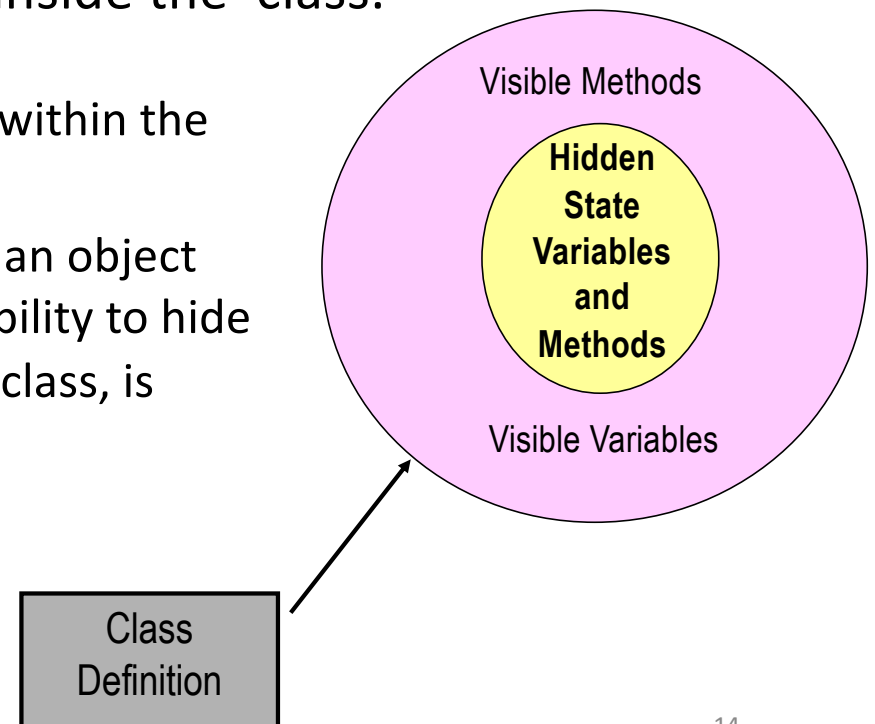 inside the class.
within the
an object
bility to hide
class, is
Visible Methods
Hidden
State
Variables
and
Methods
Visible Variables
Class
Definition
14